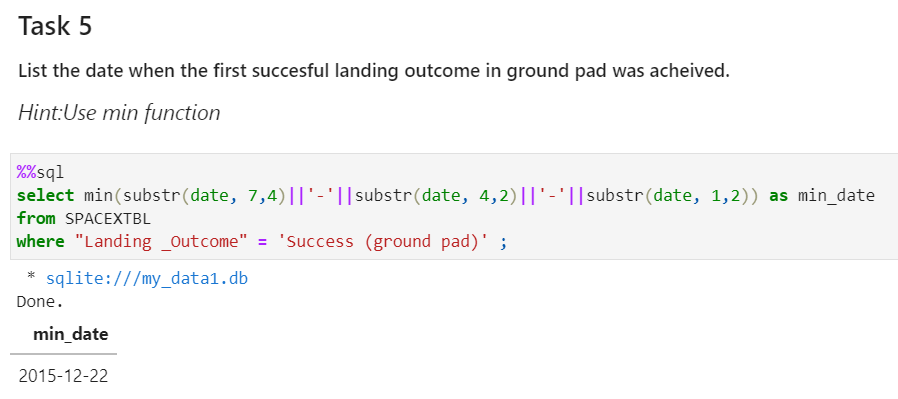 Task 5
List the date when the first succesful landing outcome in ground pad was acheived.
Hint:Use min function
%%sql
select min(substr(date, 7,4)||'-'||substr(date, 4,2)||'-'||substr(date, 1,2)) as min_date
from SPACEXTBL
where "Landing _Outcome" = 'Success (ground pad)' ;
* sqlite:///my_data1.db
Done.
min_date
2015-12-22